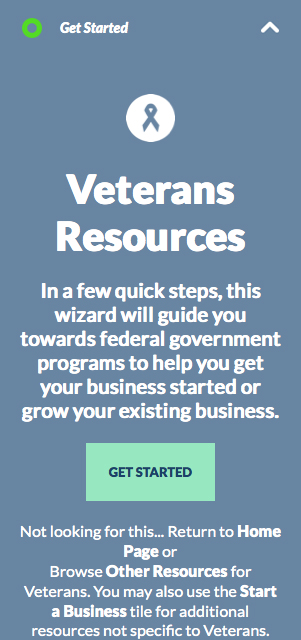 Get Started
Veterans
Resources
In a few quick steps, this
wizard will guide you
towards federal government
programs to help you get
your business started or
grow your existing business.
GET STARTED
Not looking for this... Return to Home
Page or
Browse Other Resources for
Veterans. You may also use the Start
a Business tile for additional
resources not specific to Veterans.